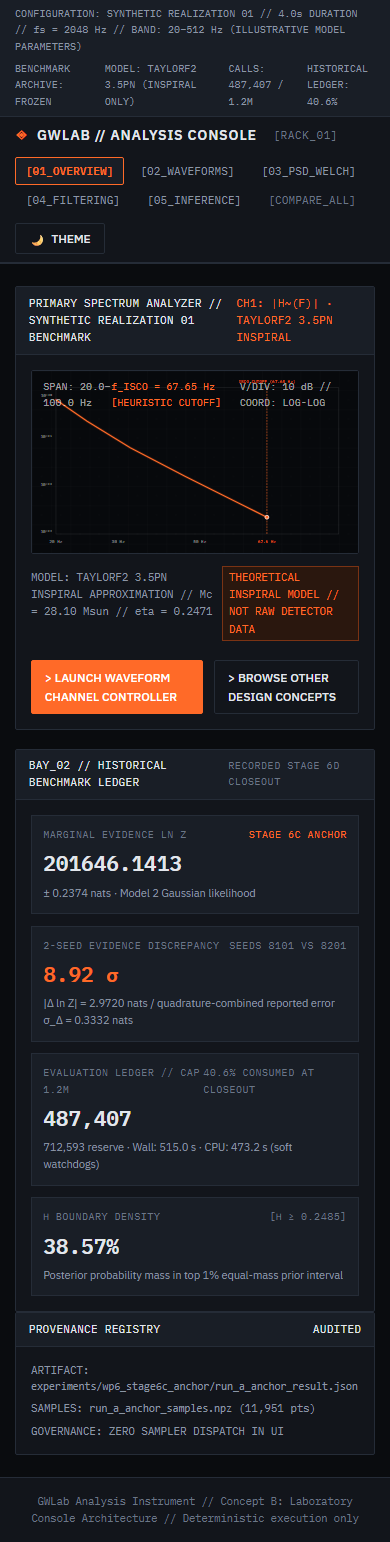 CONFIGURATION: SYNTHETIC REALIZATION 01 // 4.0s DURATION
// fs = 2048 Hz // BAND: 20–512 Hz (ILLUSTRATIVE MODEL
PARAMETERS)
BENCHMARK ARCHIVE: FROZEN
MODEL: TAYLORF2 3.5PN (INSPIRAL ONLY)
CALLS: 487,407 / 1.2M
HISTORICAL LEDGER: 40.6%
GWLAB // ANALYSIS CONSOLE [RACK_01]
[01_OVERVIEW] [02_WAVEFORMS] [03_PSD_WELCH]
[04_FILTERING] [05_INFERENCE] [COMPARE_ALL]
🌙 THEME
PRIMARY SPECTRUM ANALYZER //
SYNTHETIC REALIZATION 01
BENCHMARK
CH1: |H~(F)| ·
TAYLORF2 3.5PN
INSPIRAL
SPAN: 20.0–
100.0 Hz
f_ISCO = 67.65 Hz
[HEURISTIC CUTOFF]
V/DIV: 10 dB //
COORD: LOG-LOG
67.6 Hz
MODEL: TAYLORF2 3.5PN
INSPIRAL APPROXIMATION // Mc
= 28.10 Msun // eta = 0.2471
THEORETICAL
INSPIRAL MODEL //
NOT RAW DETECTOR
DATA
> LAUNCH WAVEFORM
CHANNEL CONTROLLER
> BROWSE OTHER
DESIGN CONCEPTS
BAY_02 // HISTORICAL
BENCHMARK LEDGER
RECORDED STAGE 6D
CLOSEOUT
MARGINAL EVIDENCE LN Z STAGE 6C ANCHOR
201646.1413
± 0.2374 nats · Model 2 Gaussian likelihood
2-SEED EVIDENCE DISCREPANCY SEEDS 8101 VS 8201
8.92 σ
|Δ ln Z| = 2.9720 nats / quadrature-combined reported error
σ_Δ = 0.3332 nats
EVALUATION LEDGER // CAP
1.2M
40.6% CONSUMED AT
CLOSEOUT
487,407
712,593 reserve · Wall: 515.0 s · CPU: 473.2 s (soft
watchdogs)
H BOUNDARY DENSITY [H ≥ 0.2485]
38.57%
Posterior probability mass in top 1% equal-mass prior interval
PROVENANCE REGISTRY AUDITED
ARTIFACT:
experiments/wp6_stage6c_anchor/run_a_anchor_result.json
SAMPLES: run_a_anchor_samples.npz (11,951 pts)
GOVERNANCE: ZERO SAMPLER DISPATCH IN UI
GWLab Analysis Instrument // Concept B: Laboratory
Console Architecture // Deterministic execution only